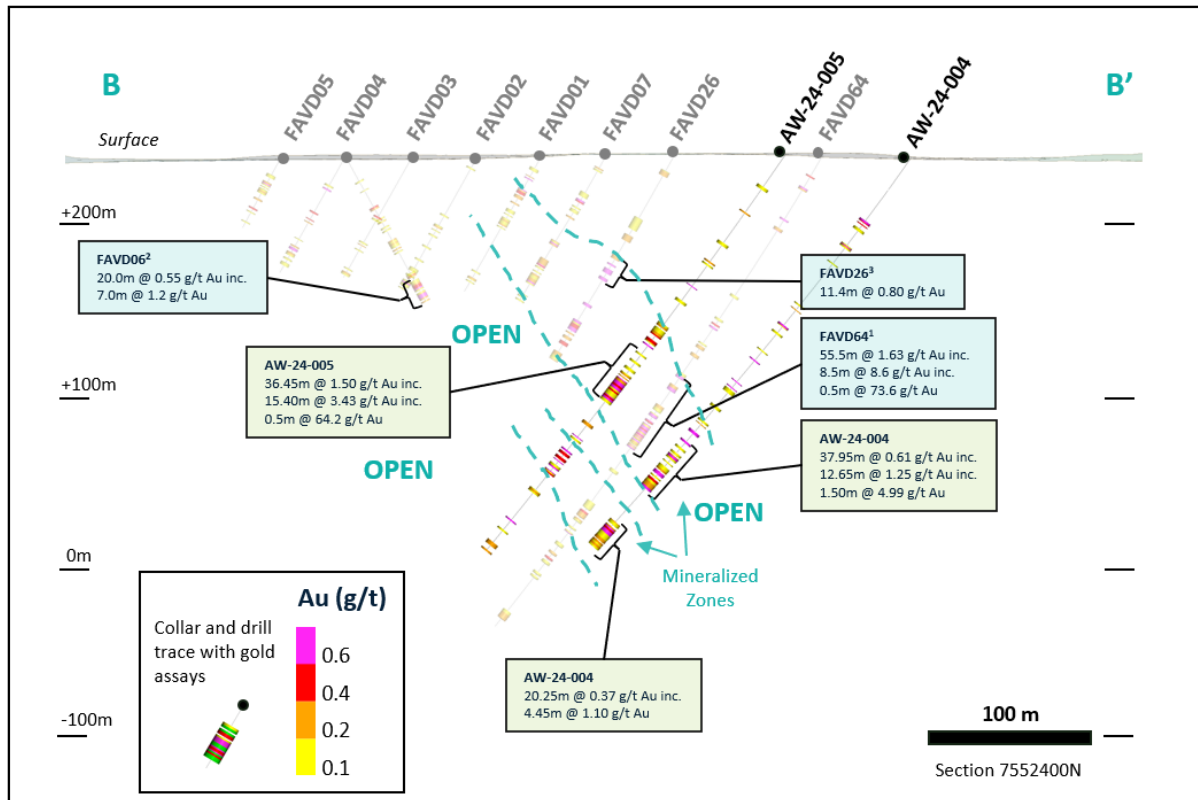 B
B’
Surface
FAVD05
FAVD04
FAVD03
FAVD02
FAVD01
FAVD07
FAVD26
AW-24-005
FAVD64
AW-24-004
+200m
FAVD06²
20.0m @ 0.55 g/t Au inc.
7.0m @ 1.2 g/t Au
FAVD26³
11.4m @ 0.80 g/t Au
OPEN
FAVD64¹
55.5m @ 1.63 g/t Au inc.
8.5m @ 8.6 g/t Au inc.
0.5m @ 73.6 g/t Au
AW-24-005
36.45m @ 1.50 g/t Au inc.
15.40m @ 3.43 g/t Au inc.
0.5m @ 64.2 g/t Au
+100m
AW-24-004
37.95m @ 0.61 g/t Au inc.
12.65m @ 1.25 g/t Au inc.
1.50m @ 4.99 g/t Au
OPEN
OPEN
0m
Mineralized
Zones
Au (g/t)
Collar and drill
trace with gold
assays
0.6
0.4
0.2
0.1
AW-24-004
20.25m @ 0.37 g/t Au inc.
4.45m @ 1.10 g/t Au
-100m
100 m
Section 7552400N